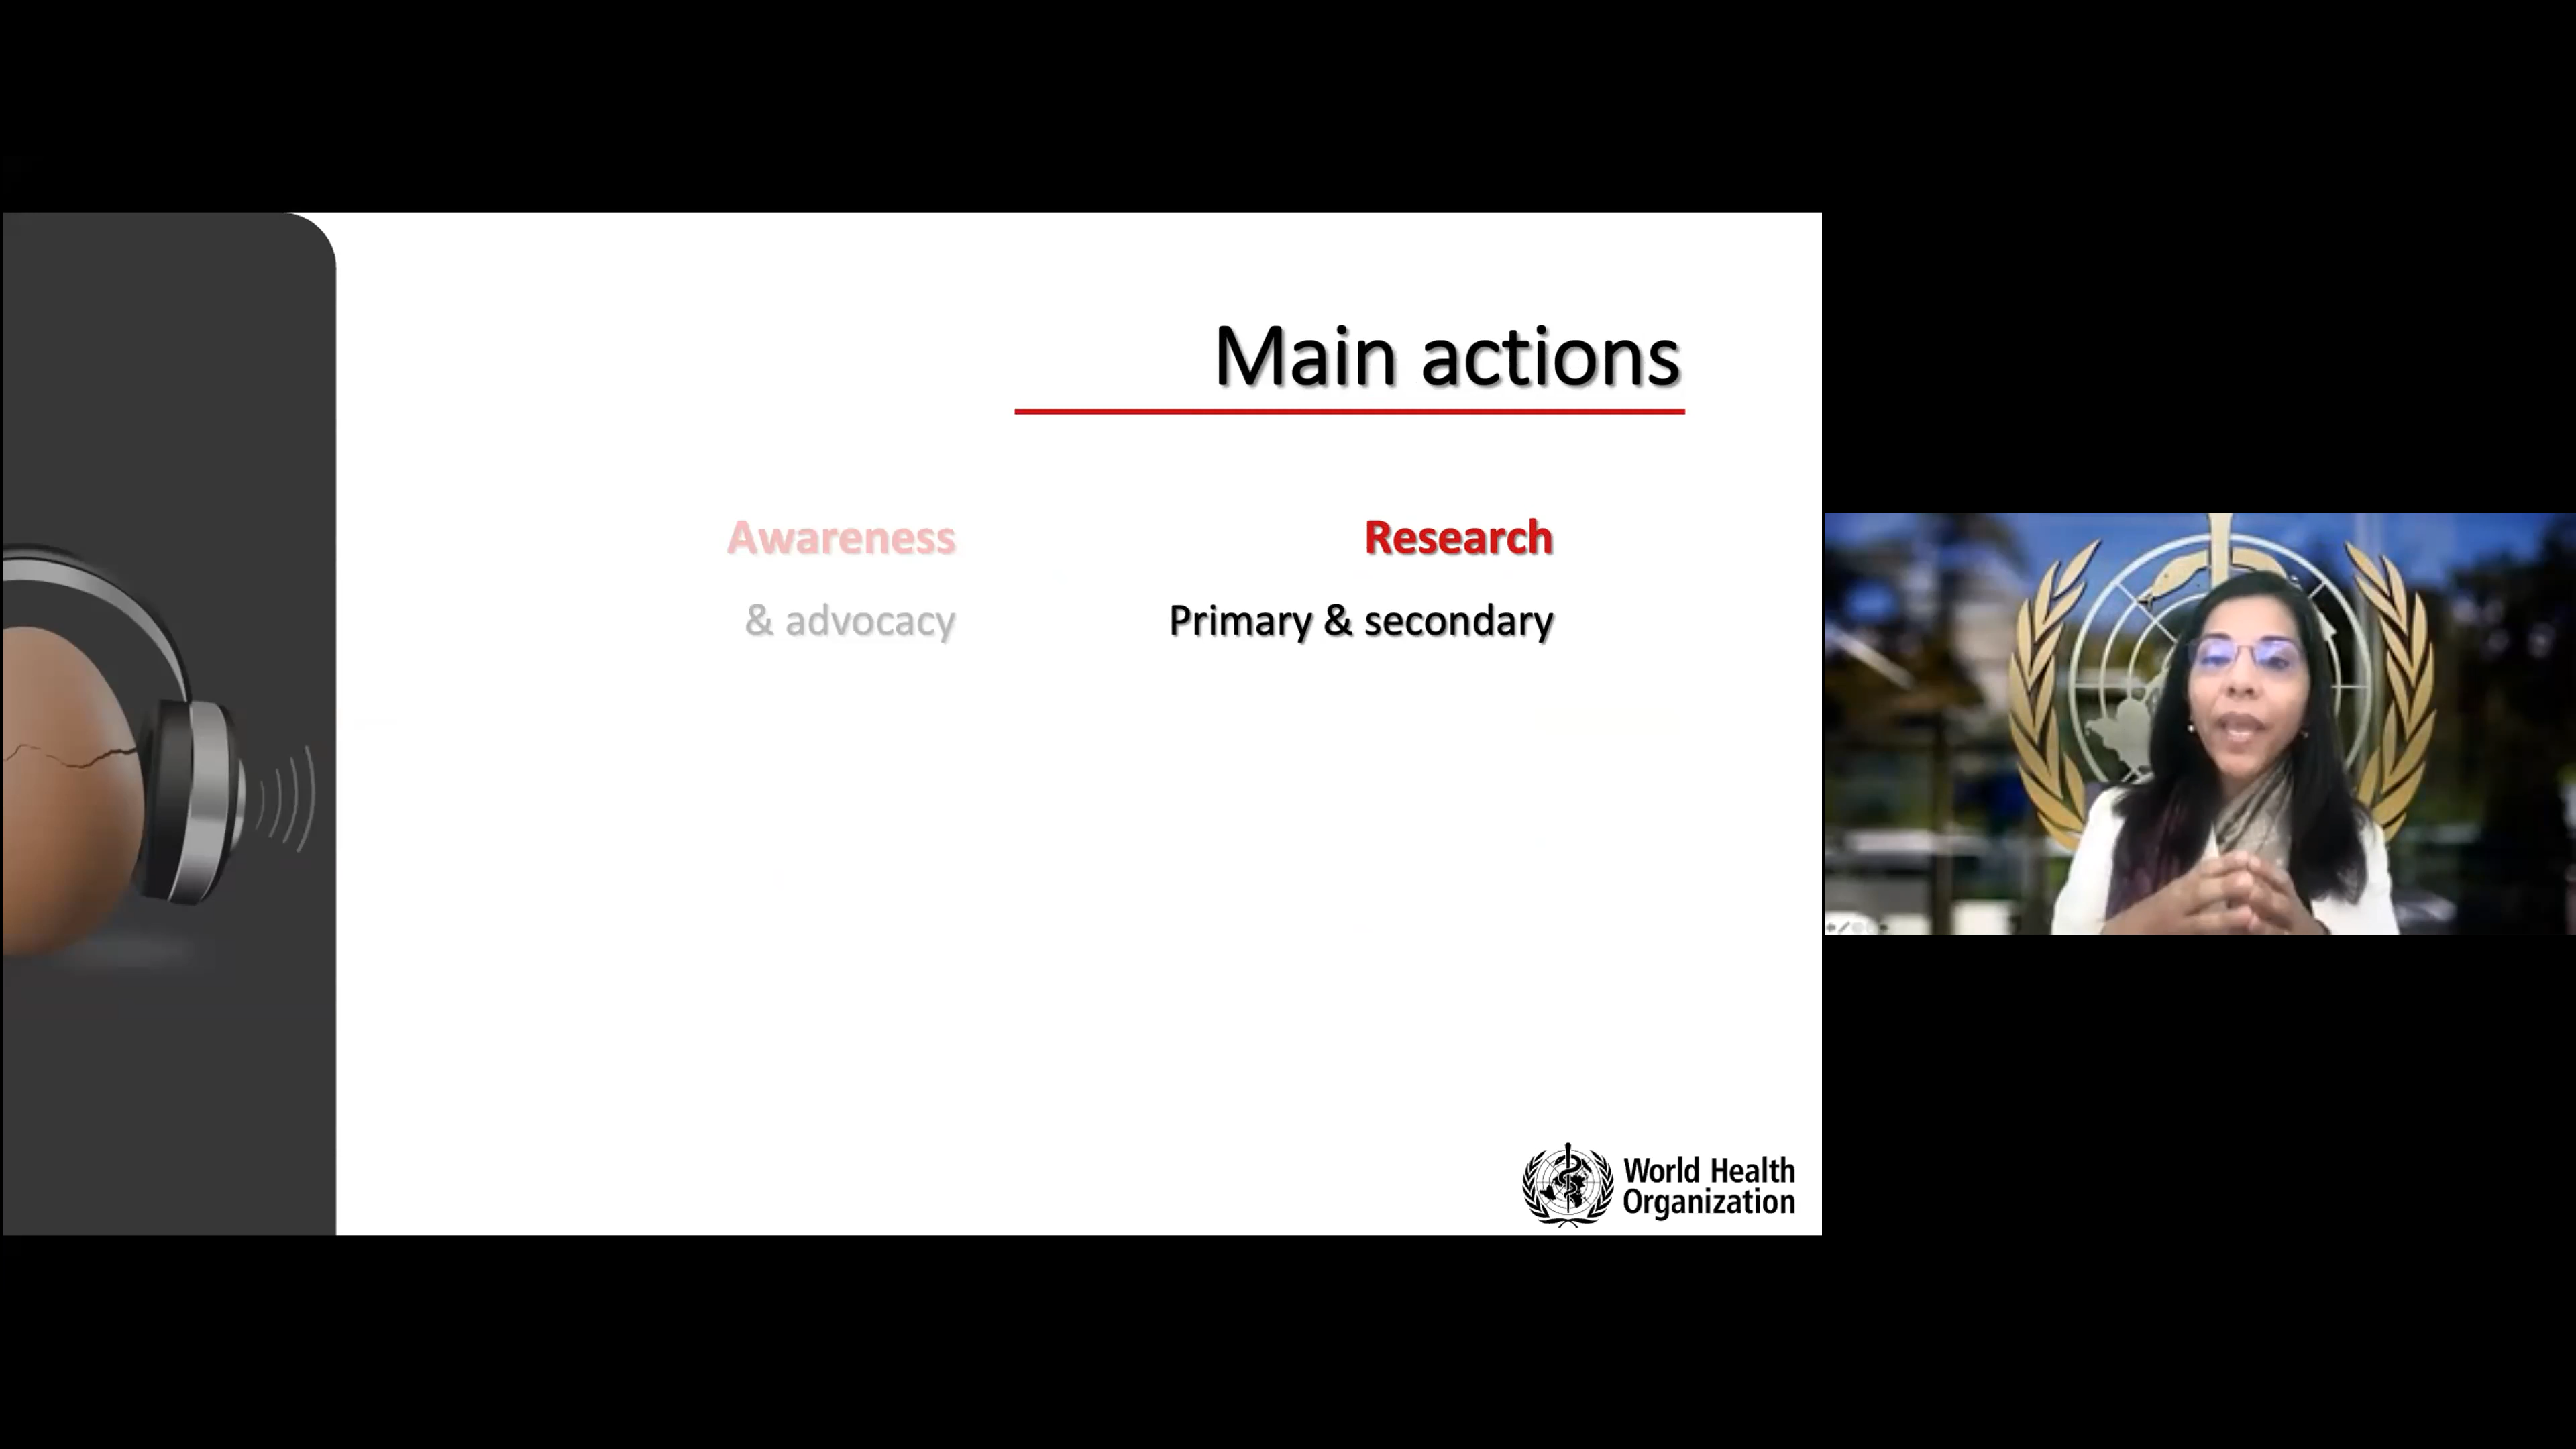 Main actions
Awareness
& advocacy
Research
Primary & secondary
World Health
Organization